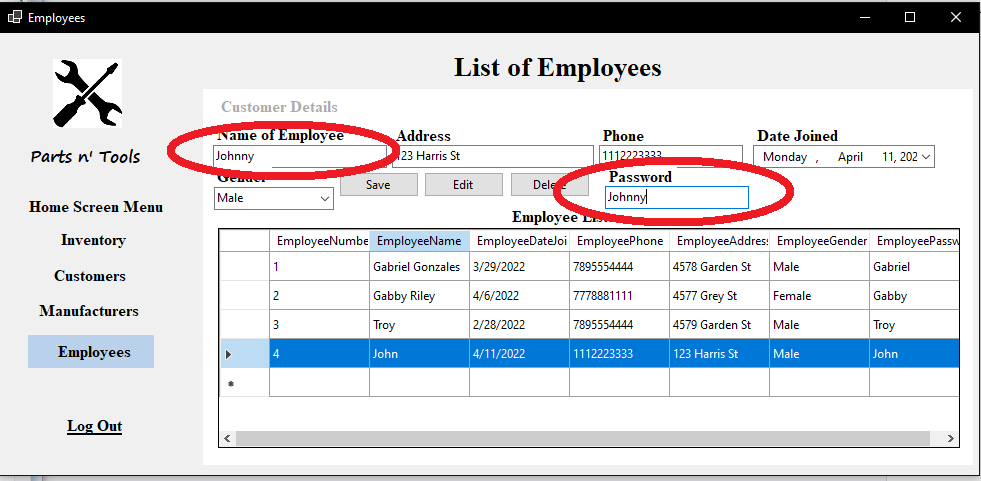 Employees
List of Employees
Customer Details
Name of Employee Address Phone Date Joined
Johnny 123 Harris St 1112223333 Monday , April 11, 202
Parts n' Tools
Gender Save Edit Delete Password
Male Johnny
Home Screen Menu
Employee List
Inventory
Customers
Manufacturers
Employees
Log Out
EmployeeNumbe EmployeeName EmployeeDateJoi EmployeePhone EmployeeAddress EmployeeGender EmployeePassw
1 Gabriel Gonzales 3/29/2022 7895554444 4578 Garden St Male Gabriel
2 Gabby Riley 4/6/2022 7778881111 4577 Grey St Female Gabby
3 Troy 2/28/2022 7895554444 4579 Garden St Male Troy
4 John 4/11/2022 1112223333 123 Harris St Male John